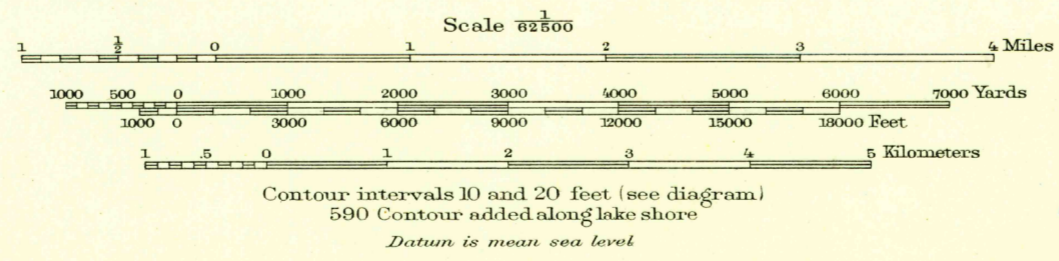 Scale 1/62500
1 1/2 0 1 2 3 4 Miles
1000 500 0 1000 2000 3000 4000 5000 6000 7000 Yards
1000 0 3000 6000 9000 12000 15000 18000 Feet
1 .5 0 1 2 3 4 5 Kilometers
Contour intervals 10 and 20 feet (see diagram)
590 Contour added along lake shore
Datum is mean sea level